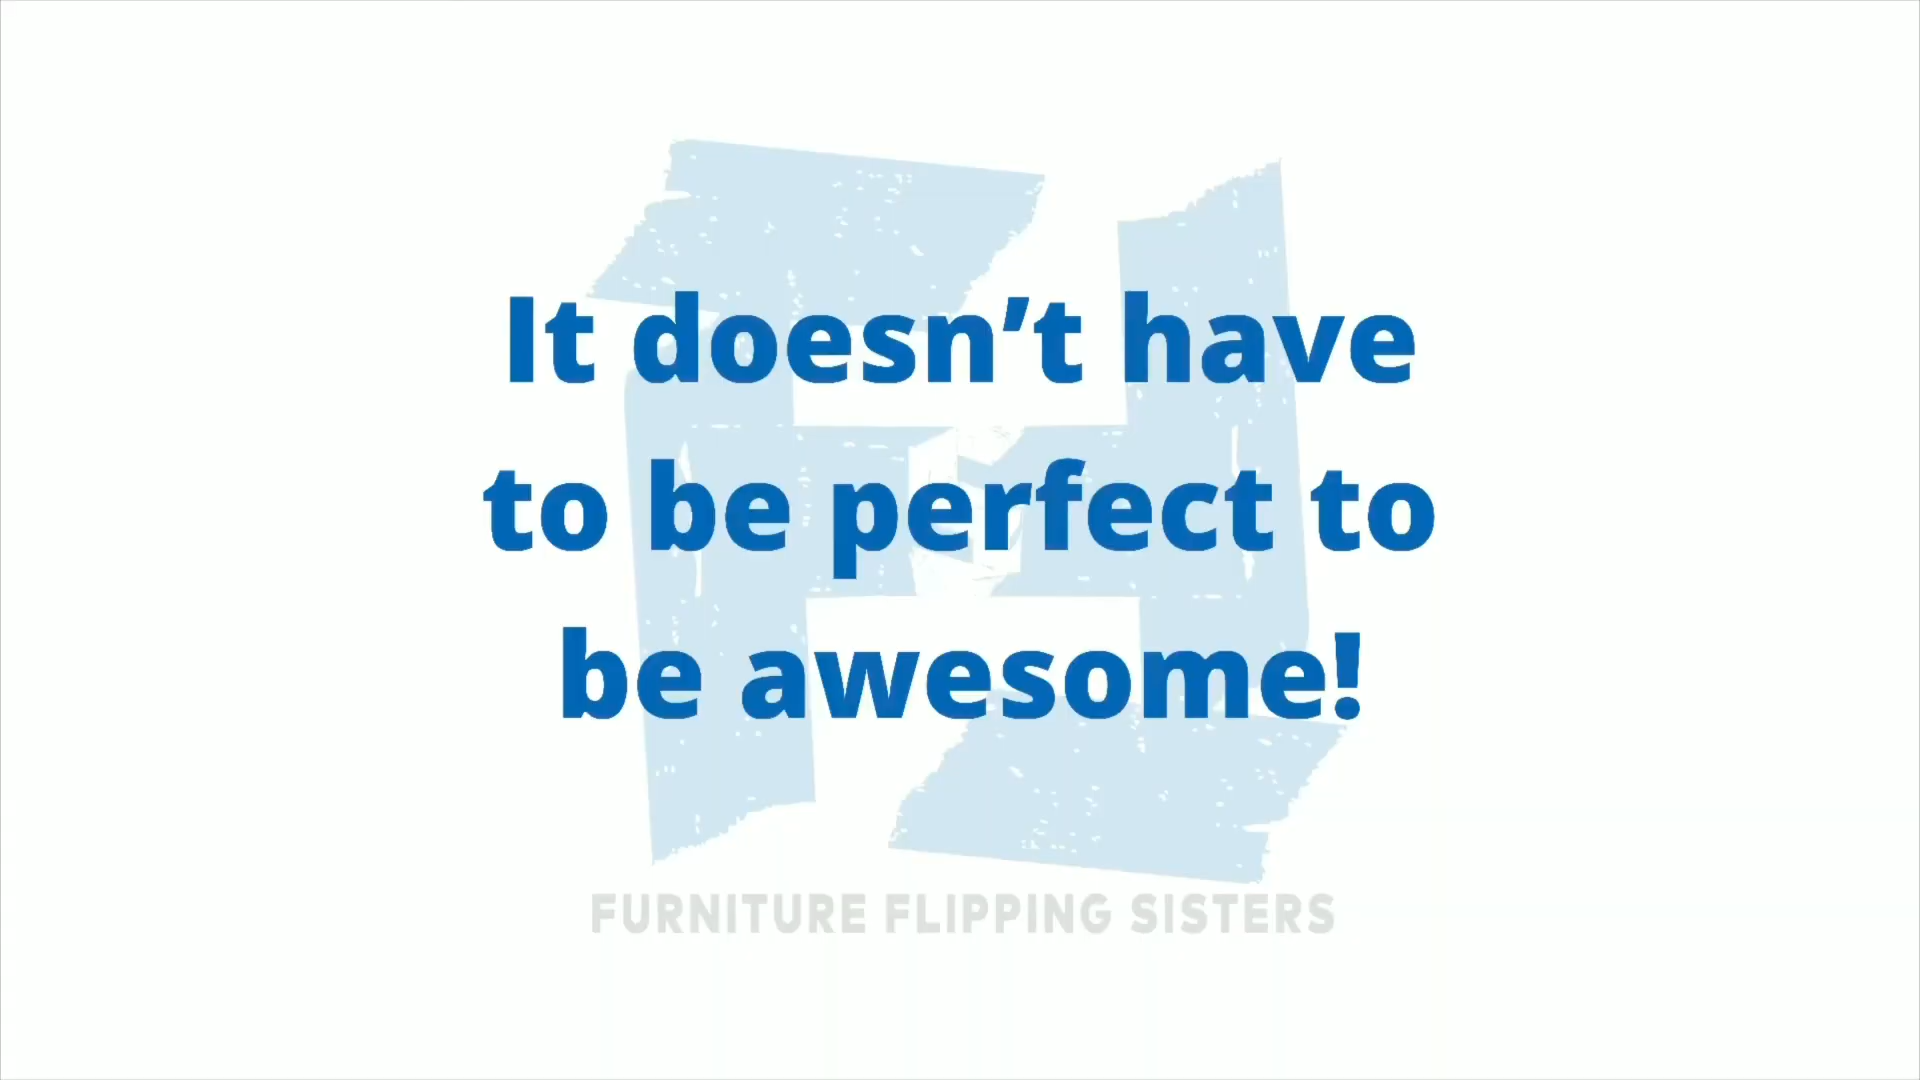 It doesn’t have
to be perfect to
be awesome!
FURNITURE FLIPPING SISTERS